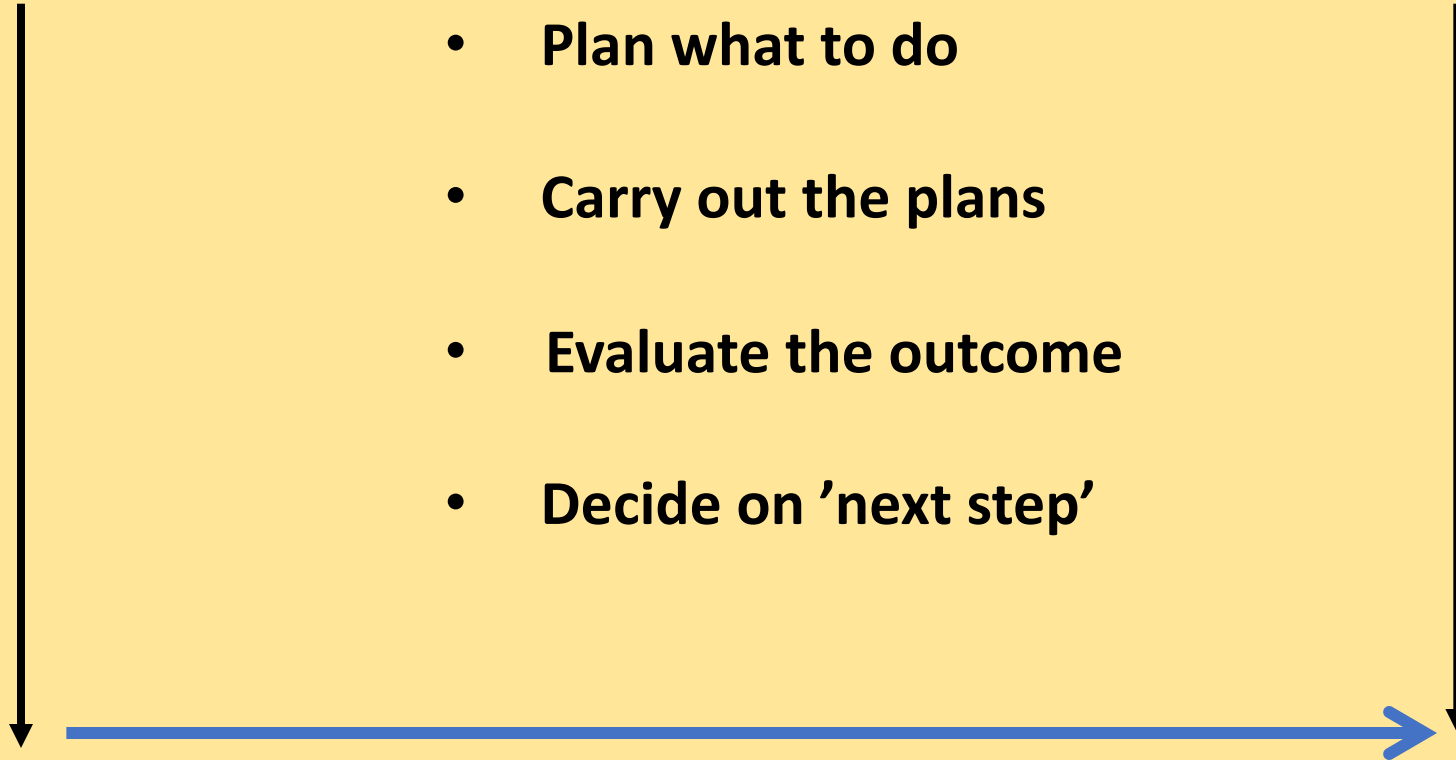 • Plan what to do
• Carry out the plans
• Evaluate the outcome
• Decide on ’next step’